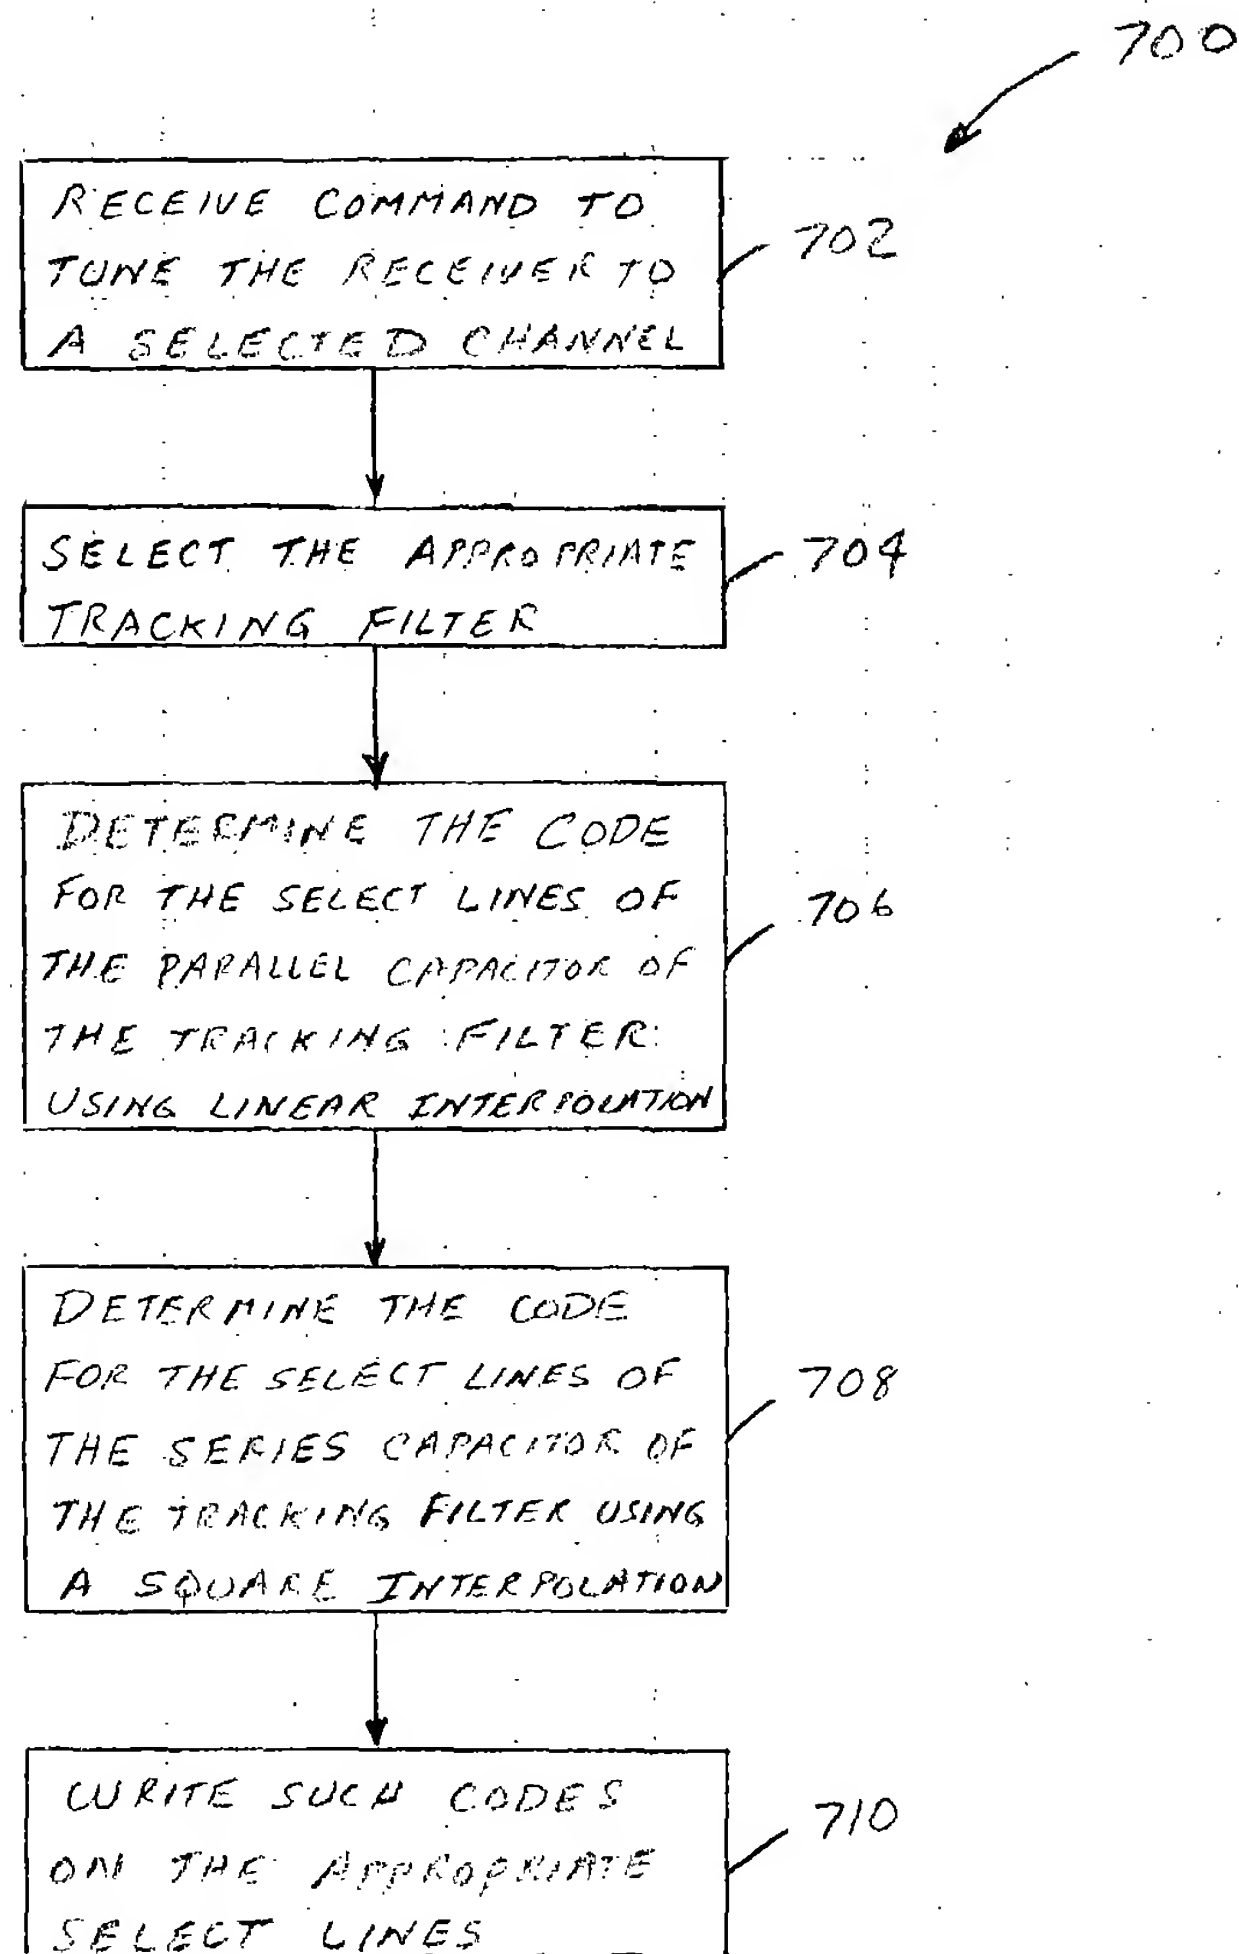 700
RECEIVE COMMAND TO
TUNE THE RECEIVER TO
A SELECTED CHANNEL
702
SELECT THE APPROPRIATE
TRACKING FILTER
704
DETERMINE THE CODE
FOR THE SELECT LINES OF
THE PARALLEL CAPACITOR OF
THE TRACKING FILTER
USING LINEAR INTERPOLATION
706
DETERMINE THE CODE
FOR THE SELECT LINES OF
THE SERIES CAPACITOR OF
THE TRACKING FILTER USING
A SQUARE INTERPOLATION
708
WRITE SUCH CODES
ON THE APPROPRIATE
SELECT LINES
710